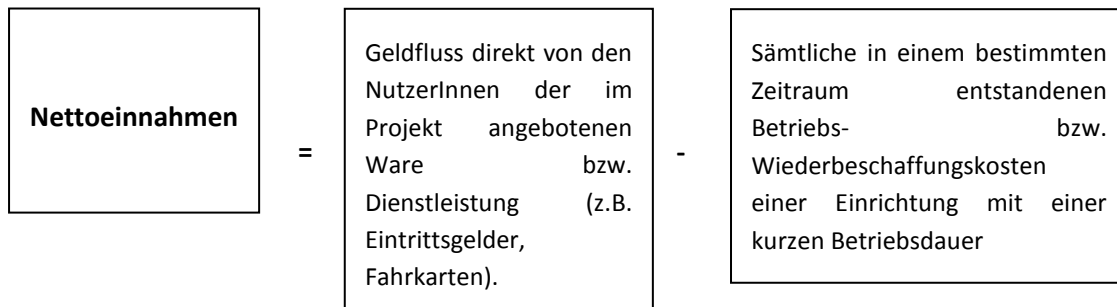 Nettoeinnahmen
=
Geldfluss direkt von den
NutzerInnen der im
Projekt angebotenen
Ware bzw.
Dienstleistung (z.B.
Eintrittsgelder,
Fahrkarten).
-
Sämtliche in einem bestimmten
Zeitraum entstandenen
Betriebs- bzw.
Wiederbeschaffungskosten
einer Einrichtung mit einer
kurzen Betriebsdauer